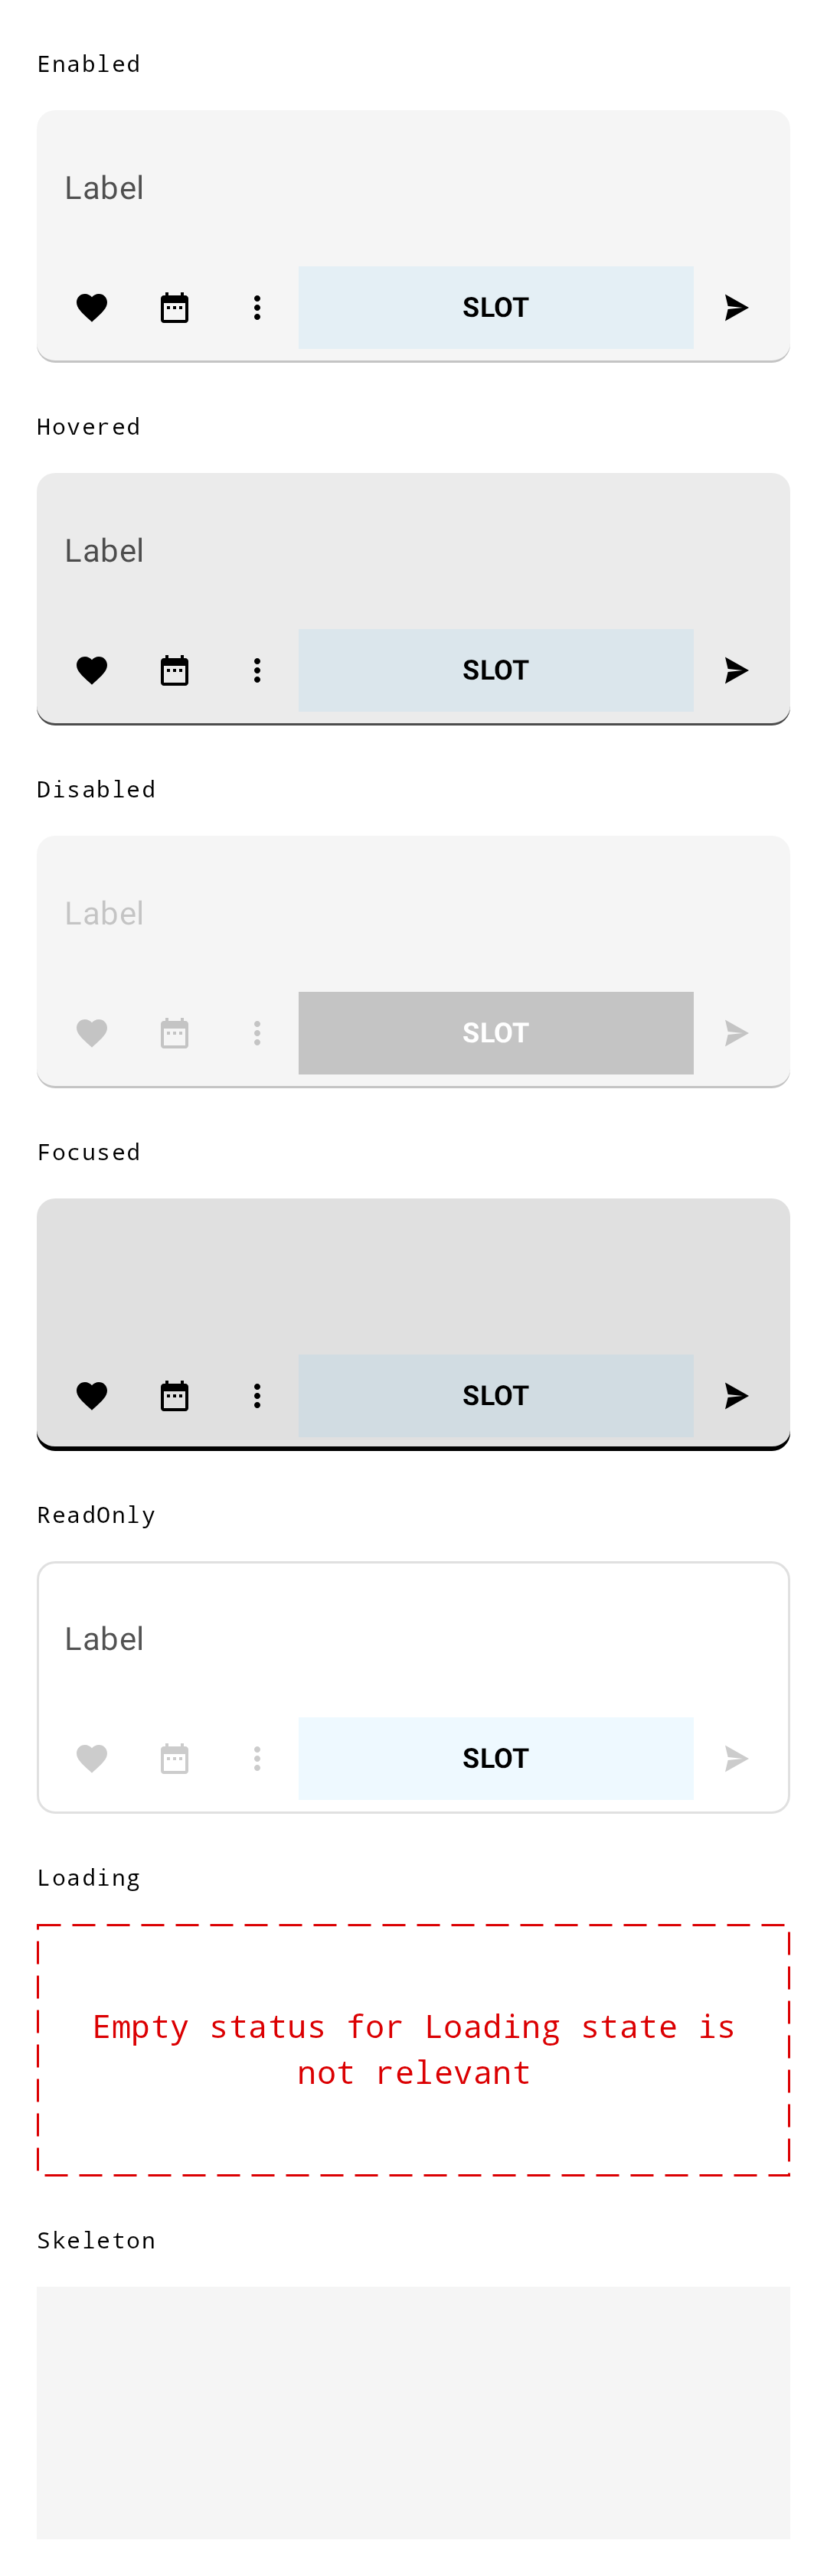 Enabled
Label
SLOT
Hovered
Label
SLOT
Disabled
Label
SLOT
Focused
SLOT
ReadOnly
Label
SLOT
Loading
Empty status for Loading state is
not relevant
Skeleton